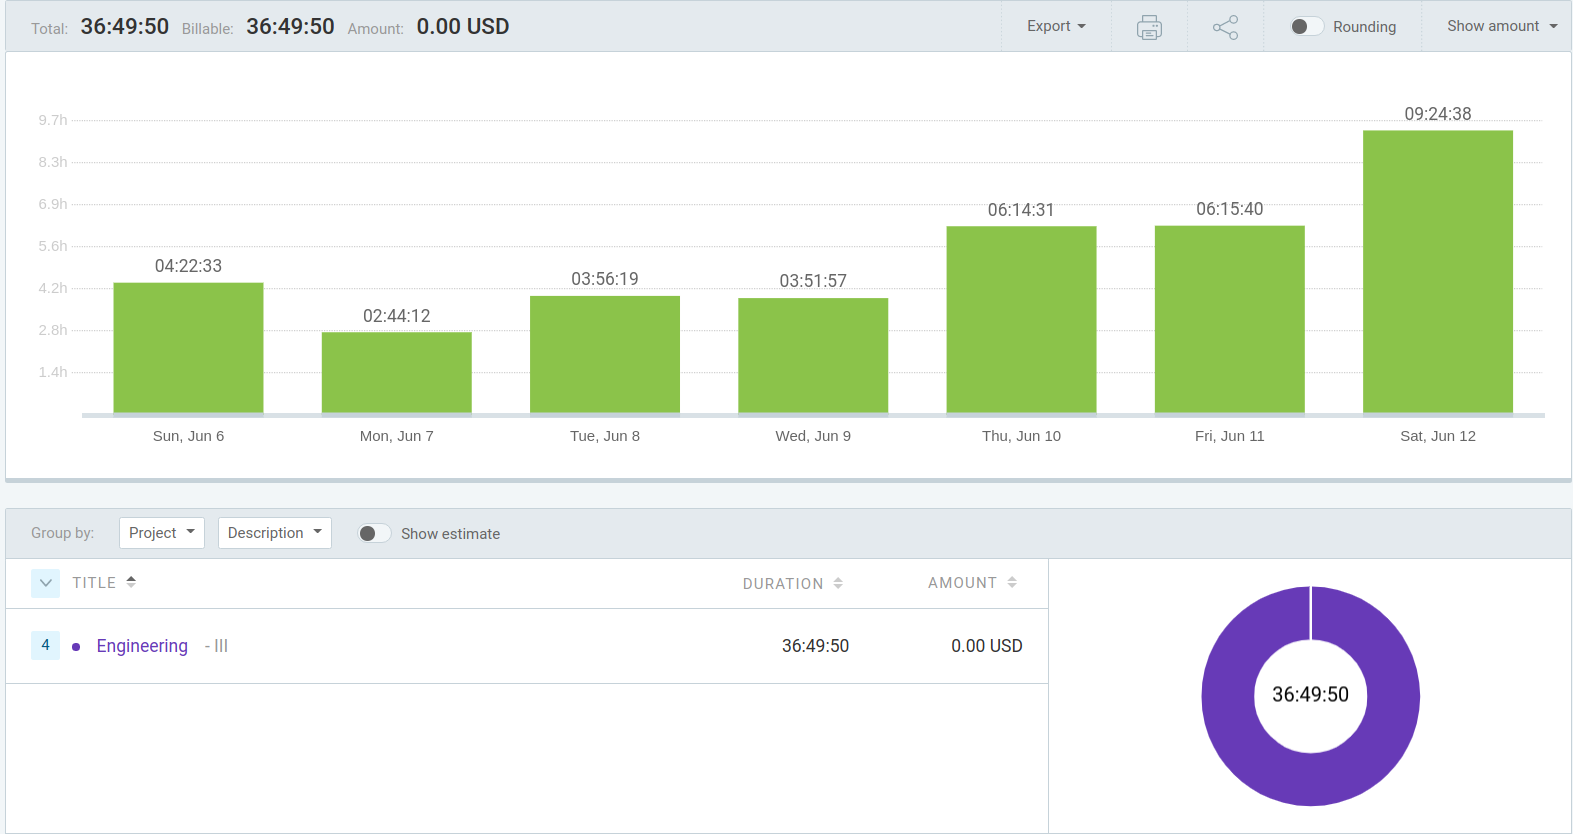 Total: 36:49:50 Billable: 36:49:50 Amount: 0.00 USD Export Rounding Show amount
9.7h
8.3h
6.9h
5.6h
4.2h
2.8h
1.4h
04:22:33
02:44:12
03:56:19
03:51:57
06:14:31
06:15:40
09:24:38
Sun, Jun 6 Mon, Jun 7 Tue, Jun 8 Wed, Jun 9 Thu, Jun 10 Fri, Jun 11 Sat, Jun 12
Group by: Project Description Show estimate
TITLE DURATION AMOUNT
4 Engineering - III 36:49:50 0.00 USD
36:49:50